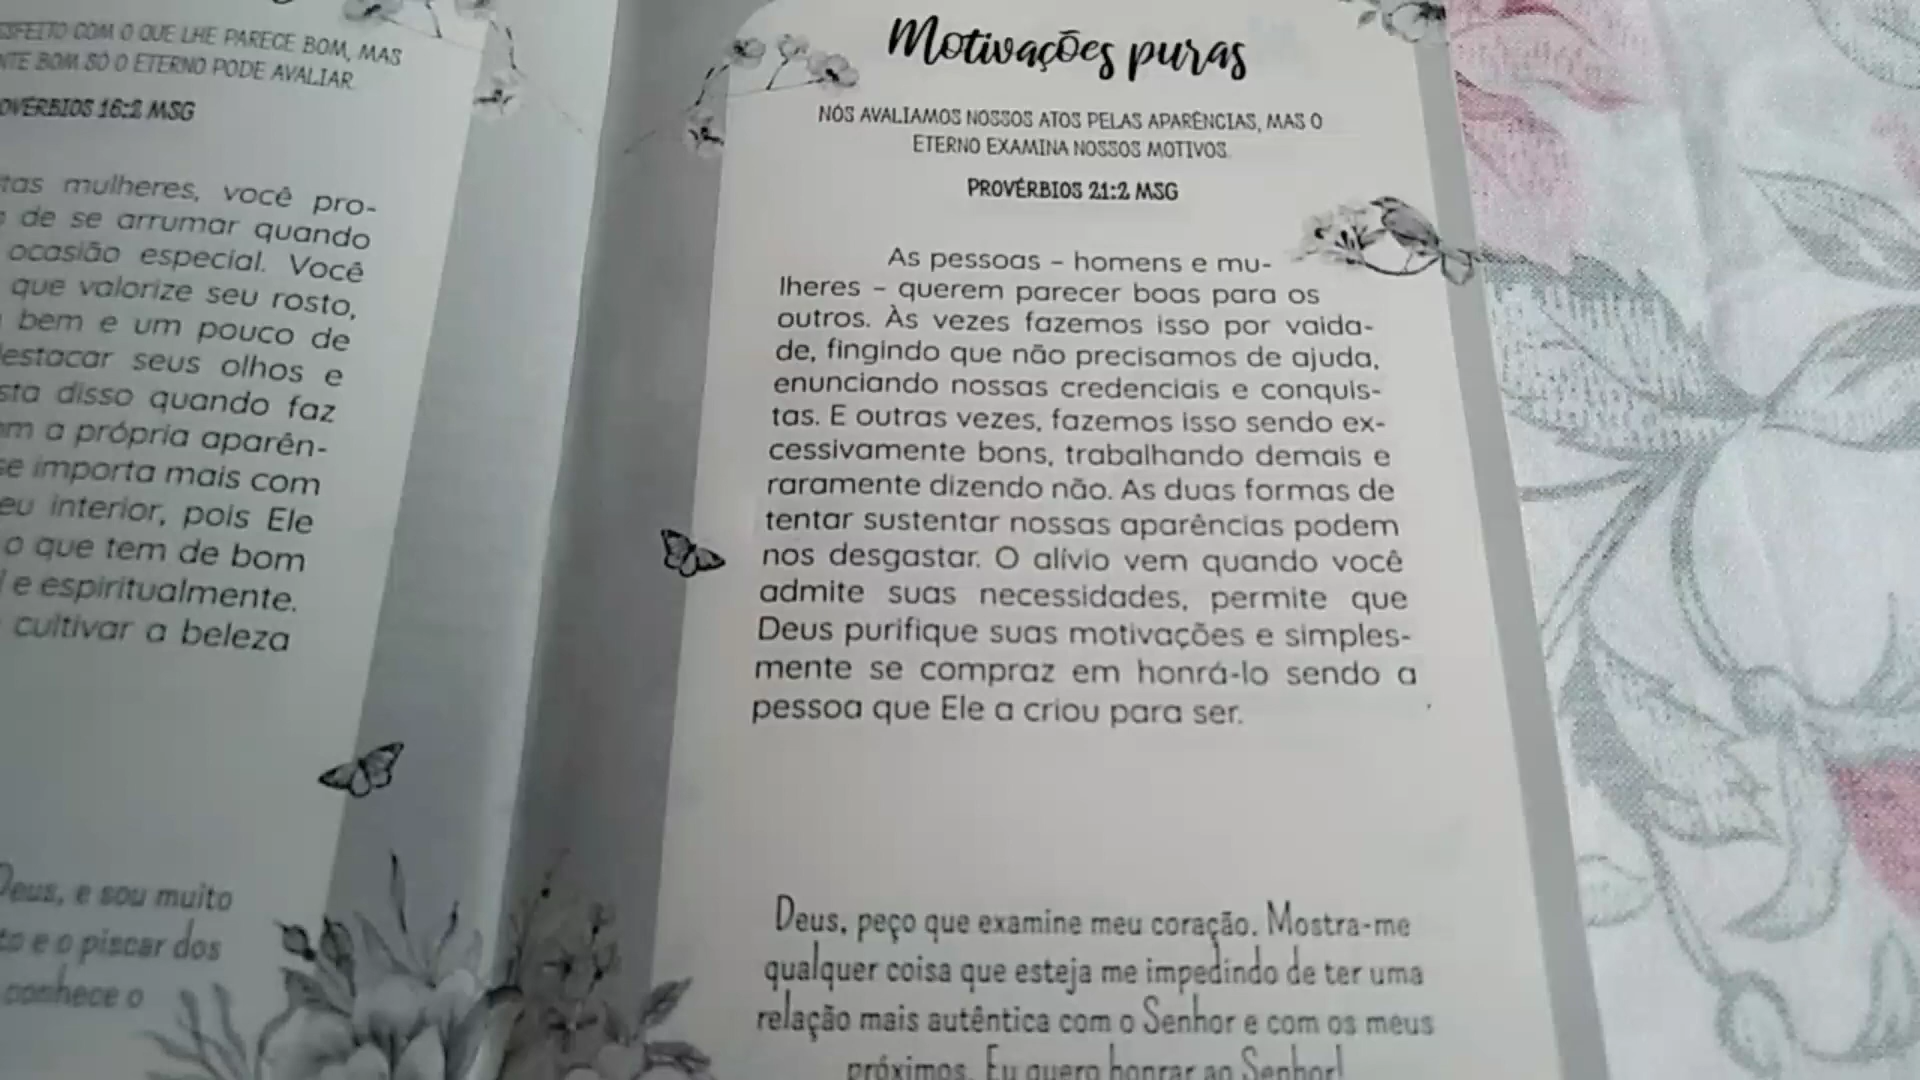 COM O QUE LHE PARECE BOM, MAS
BOM SÓ O ETERNO PODE AVALIAR.
PROVÉRBIOS 16:2 MSG
mulheres, você pro-
de se arrumar quando
ocasião especial. Você
que valorize seu rosto,
bem e um pouco de
destacar seus olhos e
disso quando faz
a própria aparên-
se importa mais com
interior, pois Ele
o que tem de bom
e espiritualmente.
cultivar a beleza
Deus, e sou muito
e o piscar dos
conhece o
Motivações puras
NÓS AVALIAMOS NOSSOS ATOS PELAS APARÊNCIAS, MAS O
ETERNO EXAMINA NOSSOS MOTIVOS.
PROVÉRBIOS 21:2 MSG
As pessoas – homens e mu-
lheres – querem parecer boas para os
outros. Às vezes fazemos isso por vaida-
de, fingindo que não precisamos de ajuda,
enunciando nossas credenciais e conquis-
tas. E outras vezes, fazemos isso sendo ex-
cessivamente bons, trabalhando demais e
raramente dizendo não. As duas formas de
tentar sustentar nossas aparências podem
nos desgastar. O alívio vem quando você
admite suas necessidades, permite que
Deus purifique suas motivações e simples-
mente se compraz em honrá-lo sendo a
pessoa que Ele a criou para ser.
Deus, peço que examine meu coração. Mostra-me
qualquer coisa que esteja me impedindo de ter uma
relação mais autêntica com o Senhor e com os meus
próximos. Eu quero honrar ao Senhor!